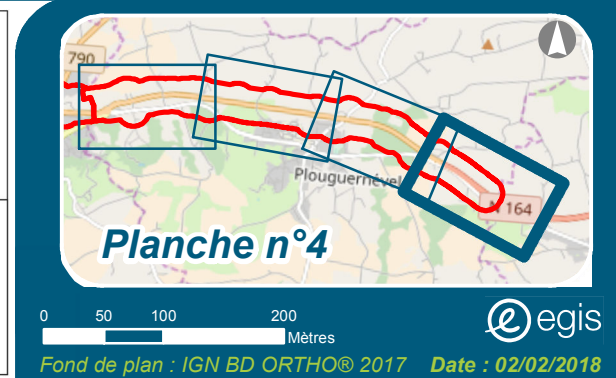 790
Plouguernével
N 164
Planche n°4
0 50 100 200
Mètres
egis
Fond de plan : IGN BD ORTHO® 2017 Date : 02/02/2018